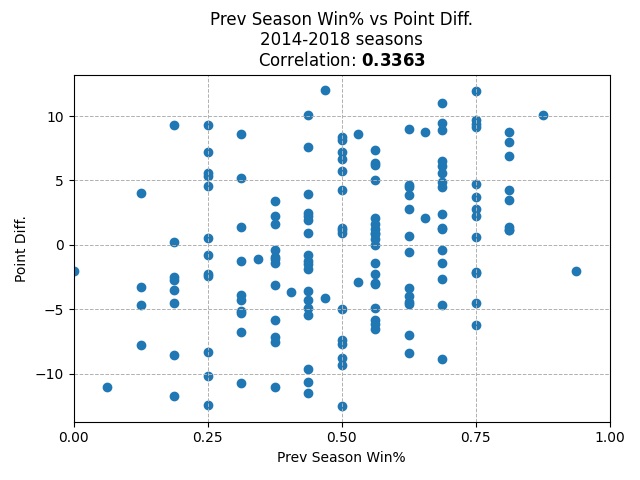 Prev Season Win% vs Point Diff.
2014-2018 seasons
Correlation: 0.3363
10
5
0
−5
−10
Point Diff.
0.00 0.25 0.50 0.75 1.00
Prev Season Win%